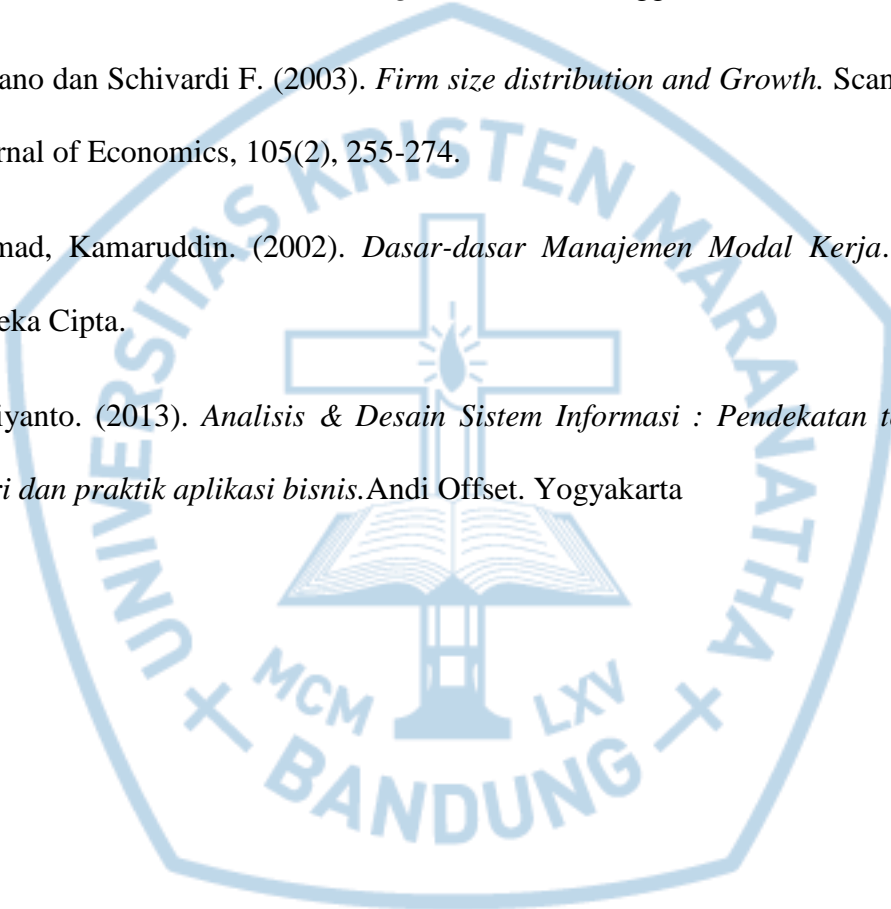 ano dan Schivardi F. (2003). Firm size distribution and Growth. Scan
rnal of Economics, 105(2), 255-274.
mad, Kamaruddin. (2002). Dasar-dasar Manajemen Modal Kerja.
eka Cipta.
iyanto. (2013). Analisis & Desain Sistem Informasi : Pendekatan t
ri dan praktik aplikasi bisnis.Andi Offset. Yogyakarta
UNIVERSITAS KRISTEN MARANATHA
MCM LXV
BANDUNG